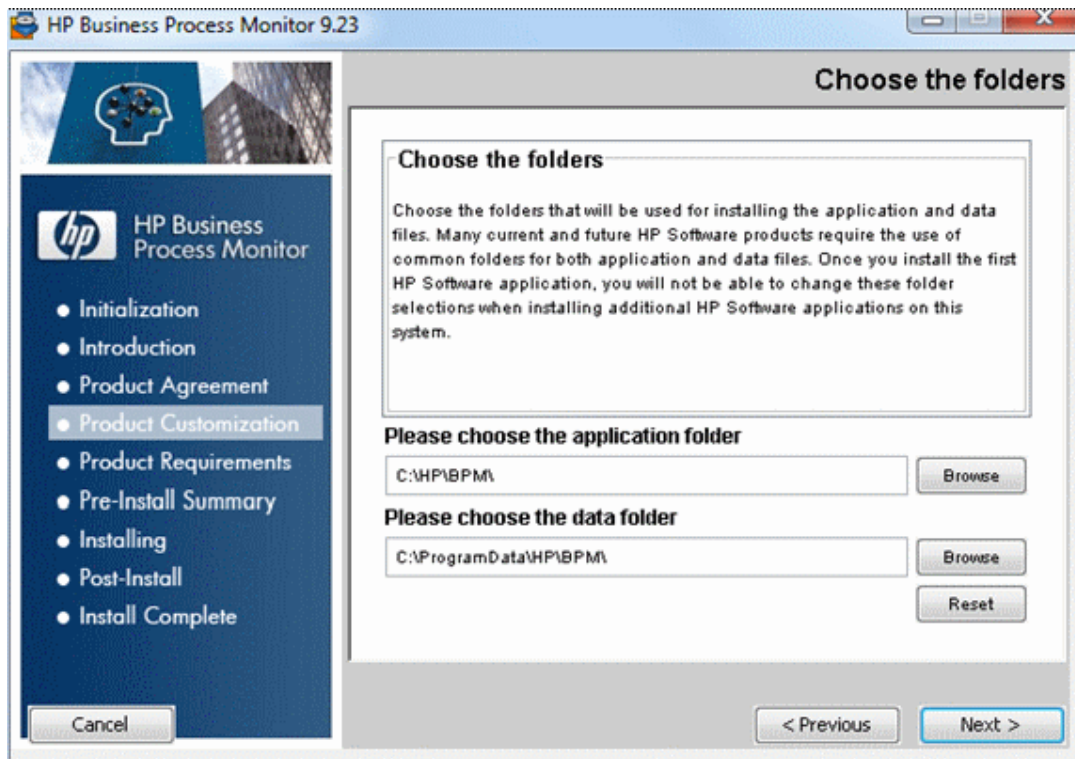 HP Business Process Monitor 9.23
Choose the folders
hp
HP Business
Process Monitor
Initialization
Introduction
Product Agreement
Product Customization
Product Requirements
Pre-Install Summary
Installing
Post-Install
Install Complete
Choose the folders
Choose the folders that will be used for installing the application and data
files. Many current and future HP Software products require the use of
common folders for both application and data files. Once you install the first
HP Software application, you will not be able to change these folder
selections when installing additional HP Software applications on this
system.
Please choose the application folder
C:\HP\BPM\
Browse
Please choose the data folder
C:\ProgramData\HP\BPM\
Browse
Reset
Cancel
< Previous
Next >